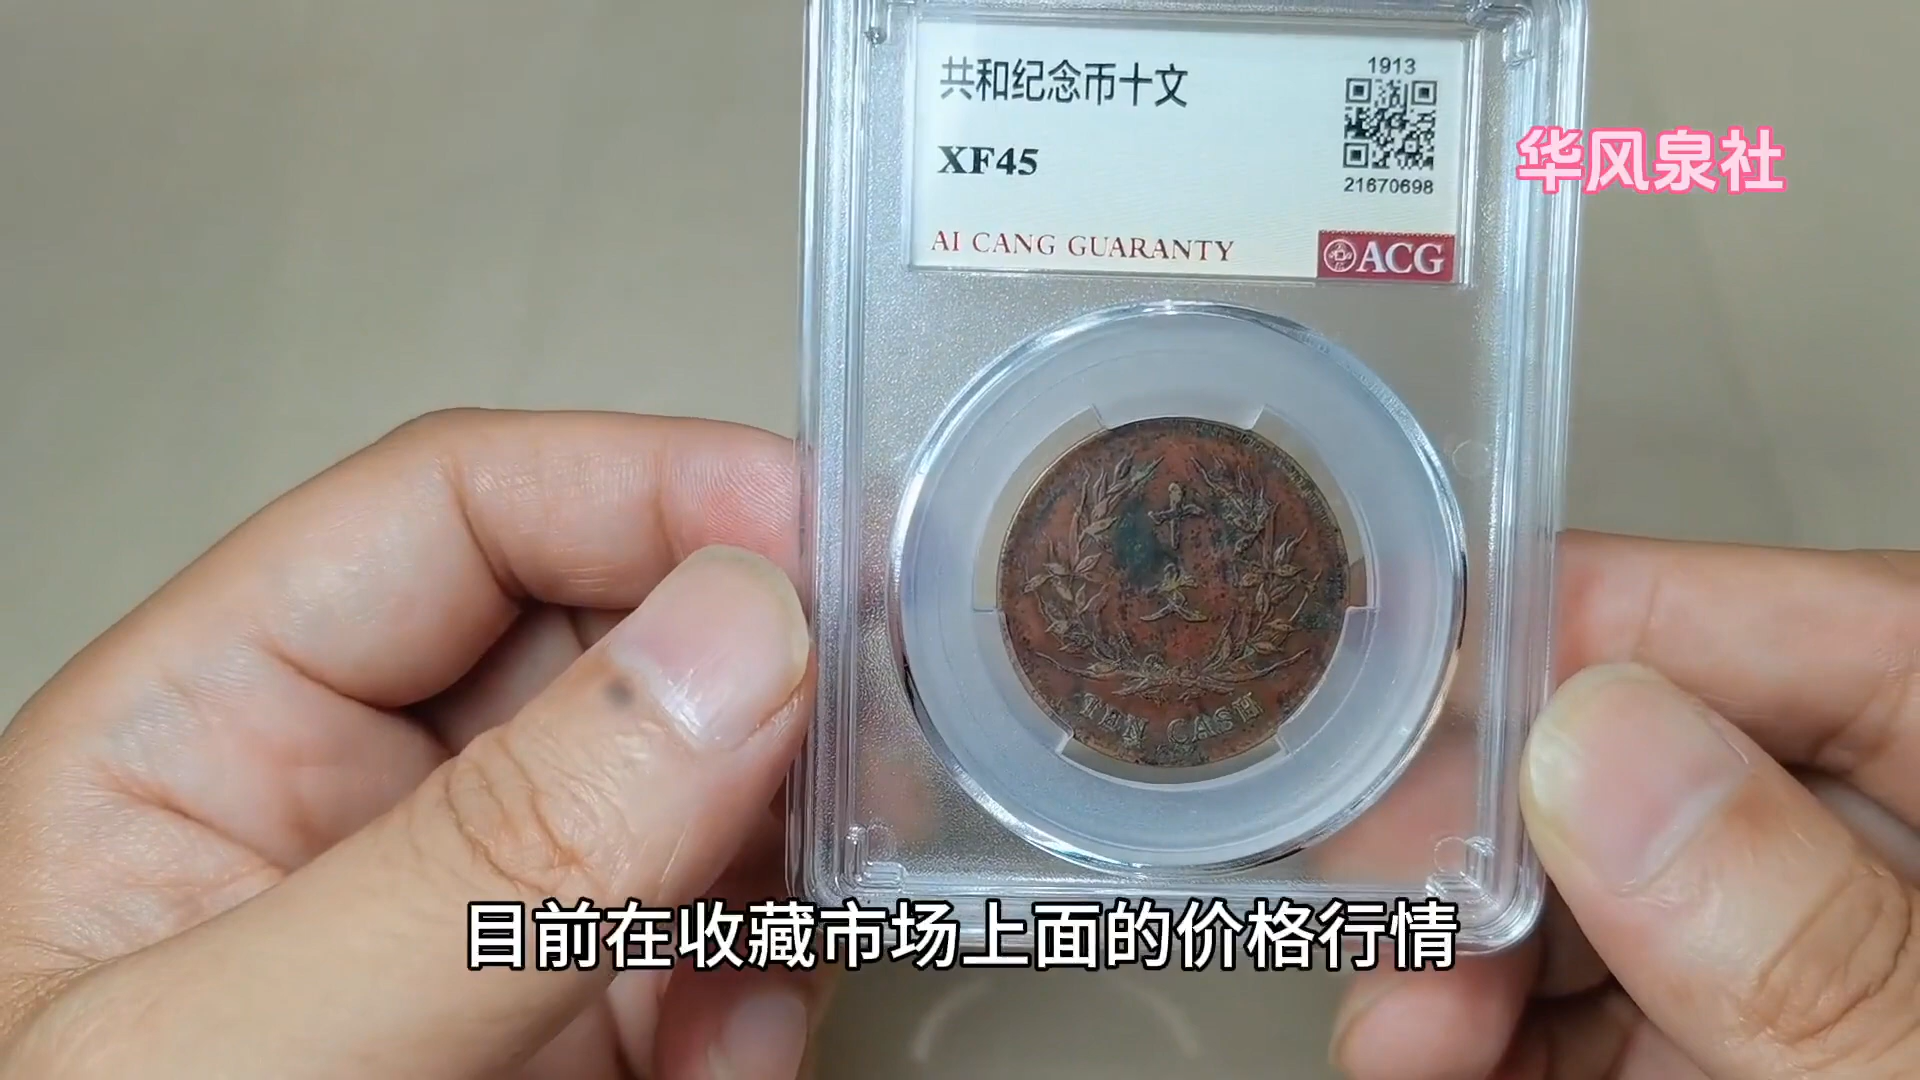 共和纪念币十文
1913
XF45
21670698
AI CANG GUARANTY
ACG
华风泉社
十
文
TEN CASH
目前在收藏市场上面的价格行情